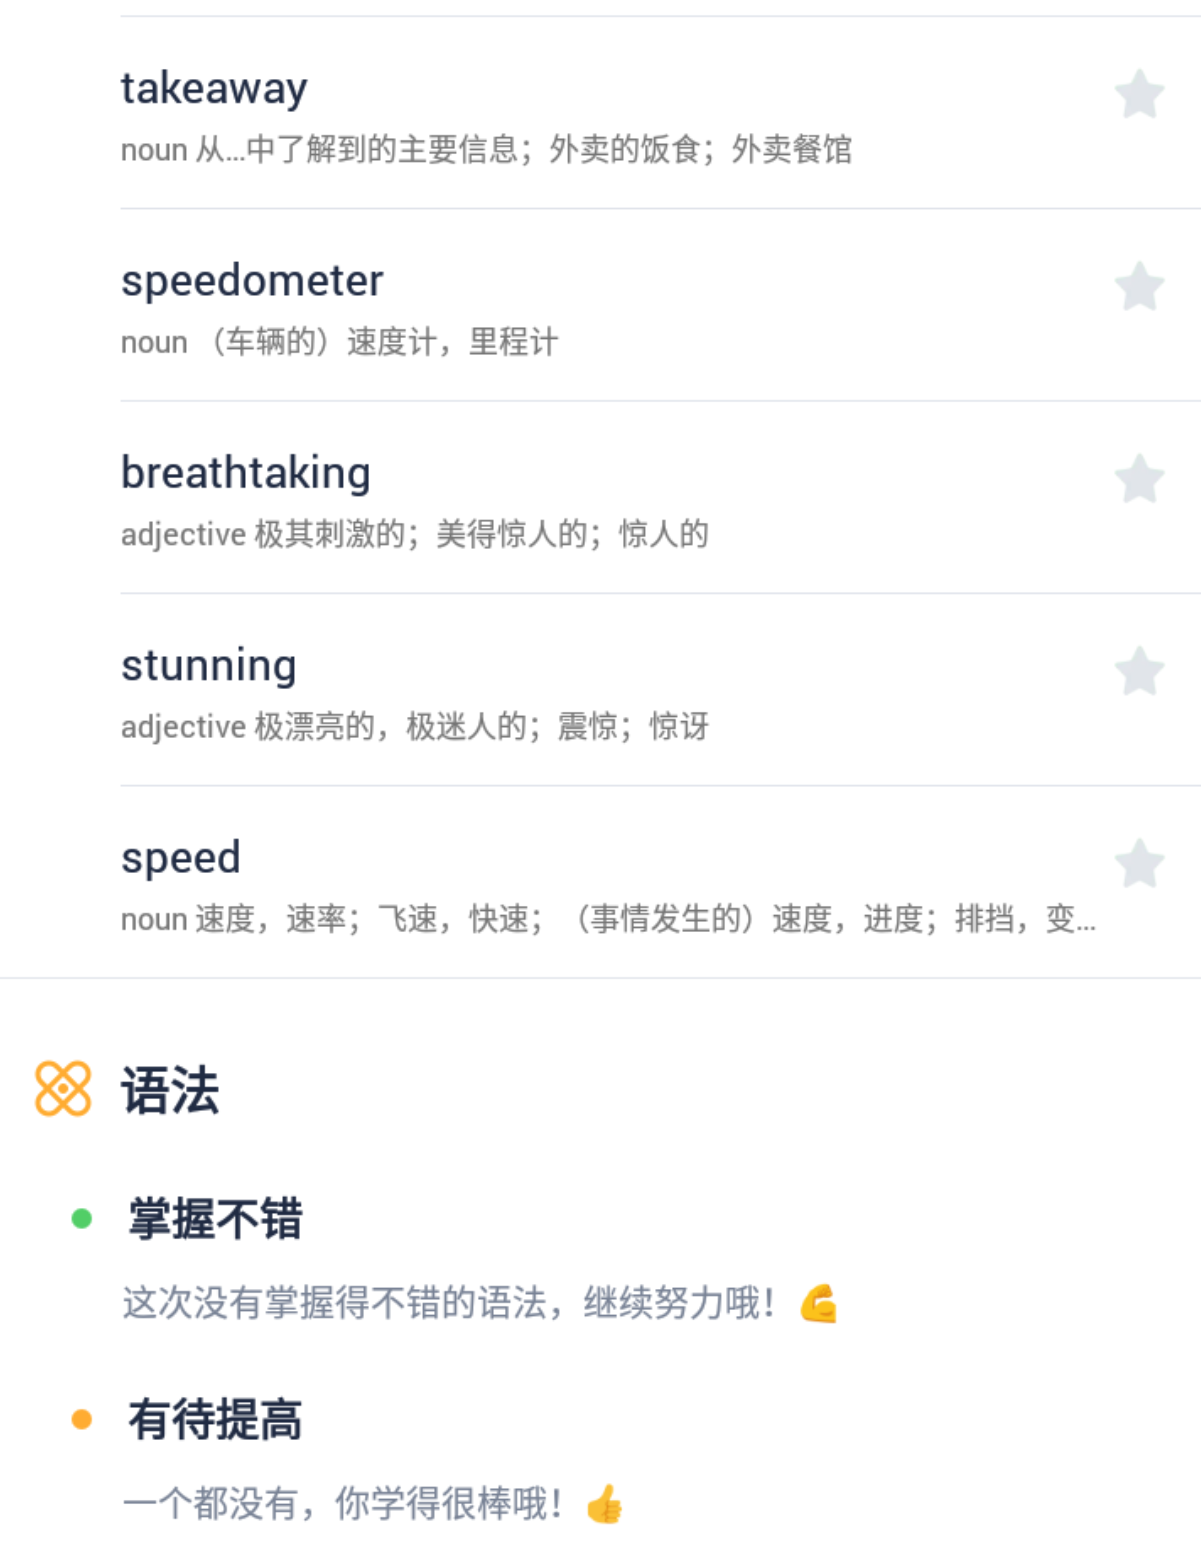 takeaway
noun 从...中了解到的主要信息；外卖的饭食；外卖餐馆
speedometer
noun （车辆的）速度计，里程计
breathtaking
adjective 极其刺激的；美得惊人的；惊人的
stunning
adjective 极漂亮的，极迷人的；震惊；惊讶
speed
noun 速度，速率；飞速，快速；（事情发生的）速度，进度；排挡，变...
语法
掌握不错
这次没有掌握得不错的语法，继续努力哦！💪
有待提高
一个都没有，你学得很棒哦！👍